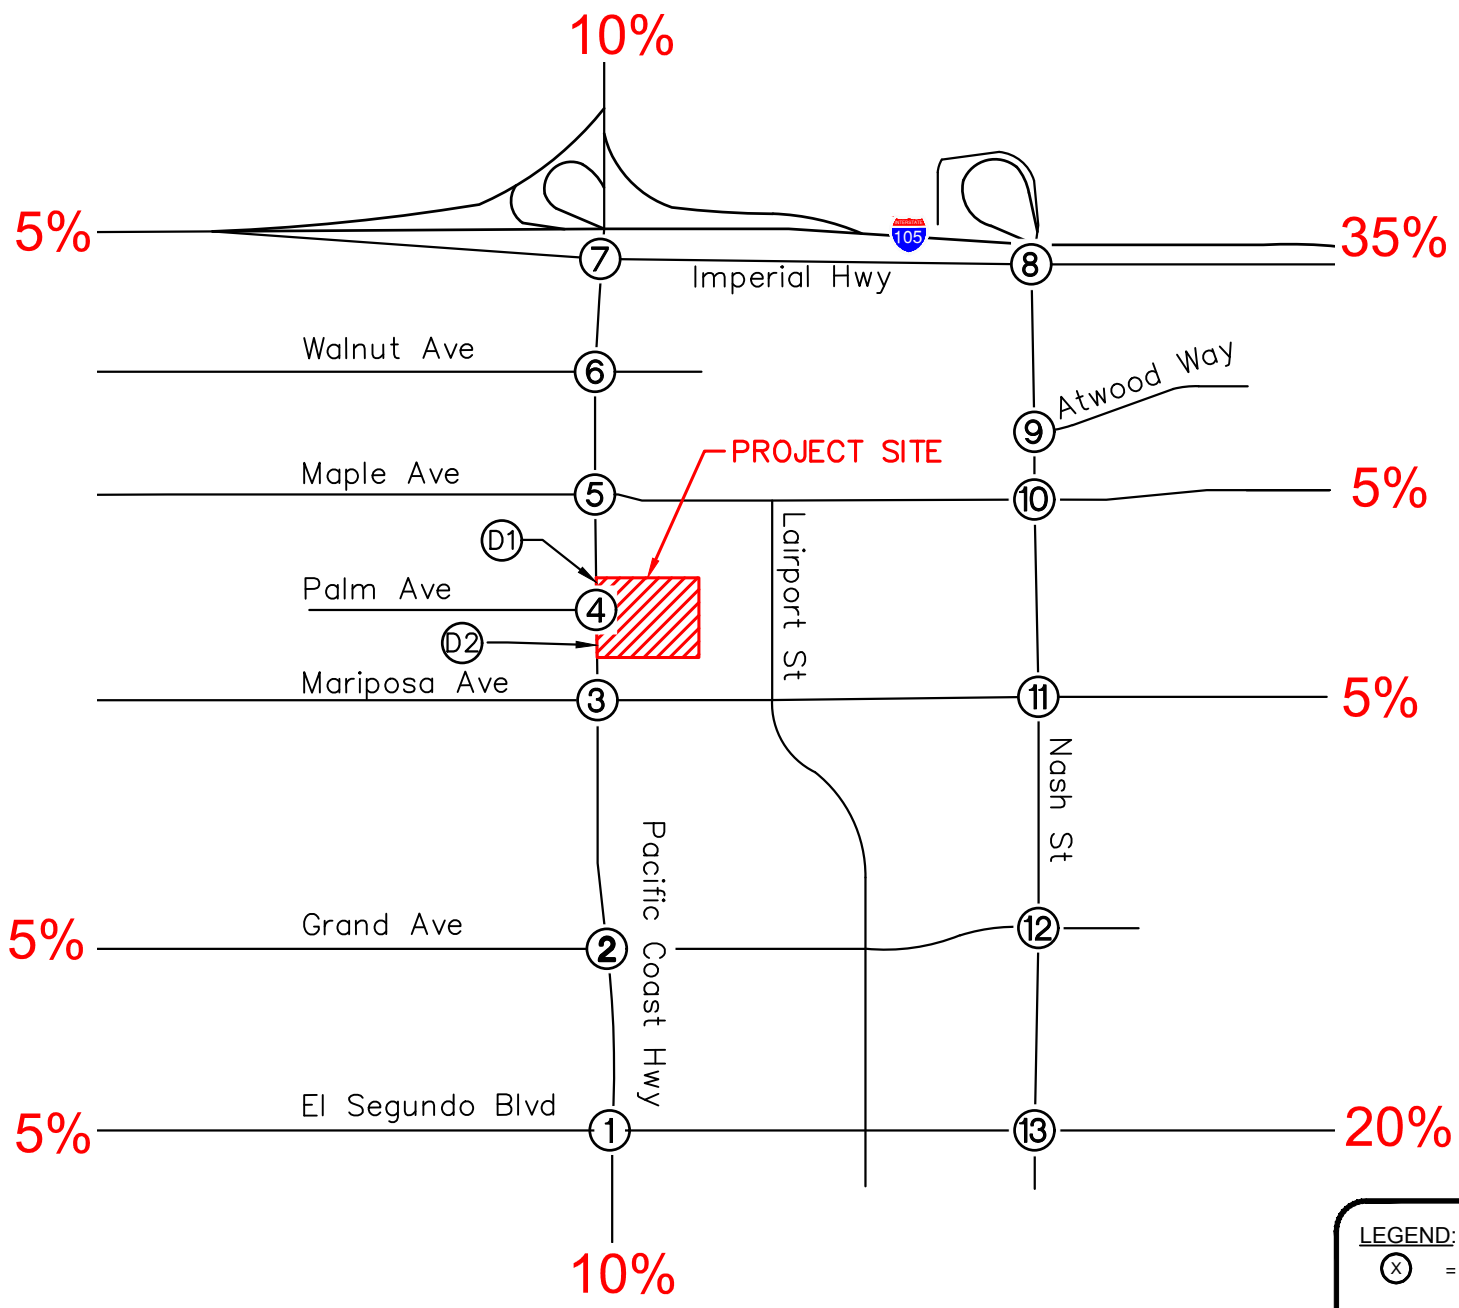 10%
5%
INTERSTATE
105
35%
7
8
Imperial Hwy
Walnut Ave
6
Atwood Way
9
PROJECT SITE
Maple Ave
5
10
5%
D1
Lairport St
Palm Ave
4
D2
Mariposa Ave
3
11
5%
Nash St
Pacific Coast Hwy
5%
Grand Ave
2
12
5%
El Segundo Blvd
1
13
20%
10%
LEGEND:
X =